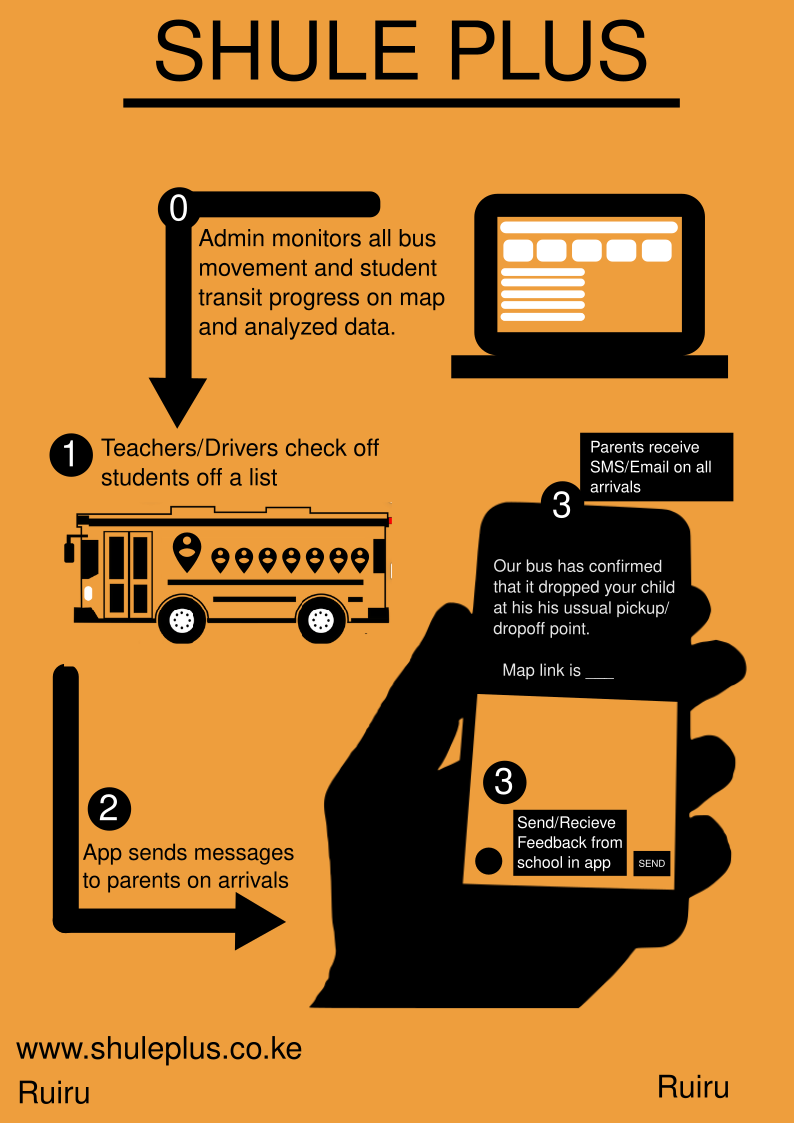 SHULE PLUS
0
Admin monitors all bus
movement and student
transit progress on map
and analyzed data.
1
Teachers/Drivers check off
students off a list
Parents receive
SMS/Email on all
arrivals
3
Our bus has confirmed
that it dropped your child
at his his ussual pickup/
dropoff point.
Map link is ___
2
App sends messages
to parents on arrivals
3
Send/Recieve
Feedback from
school in app
SEND
www.shuleplus.co.ke
Ruiru
Ruiru